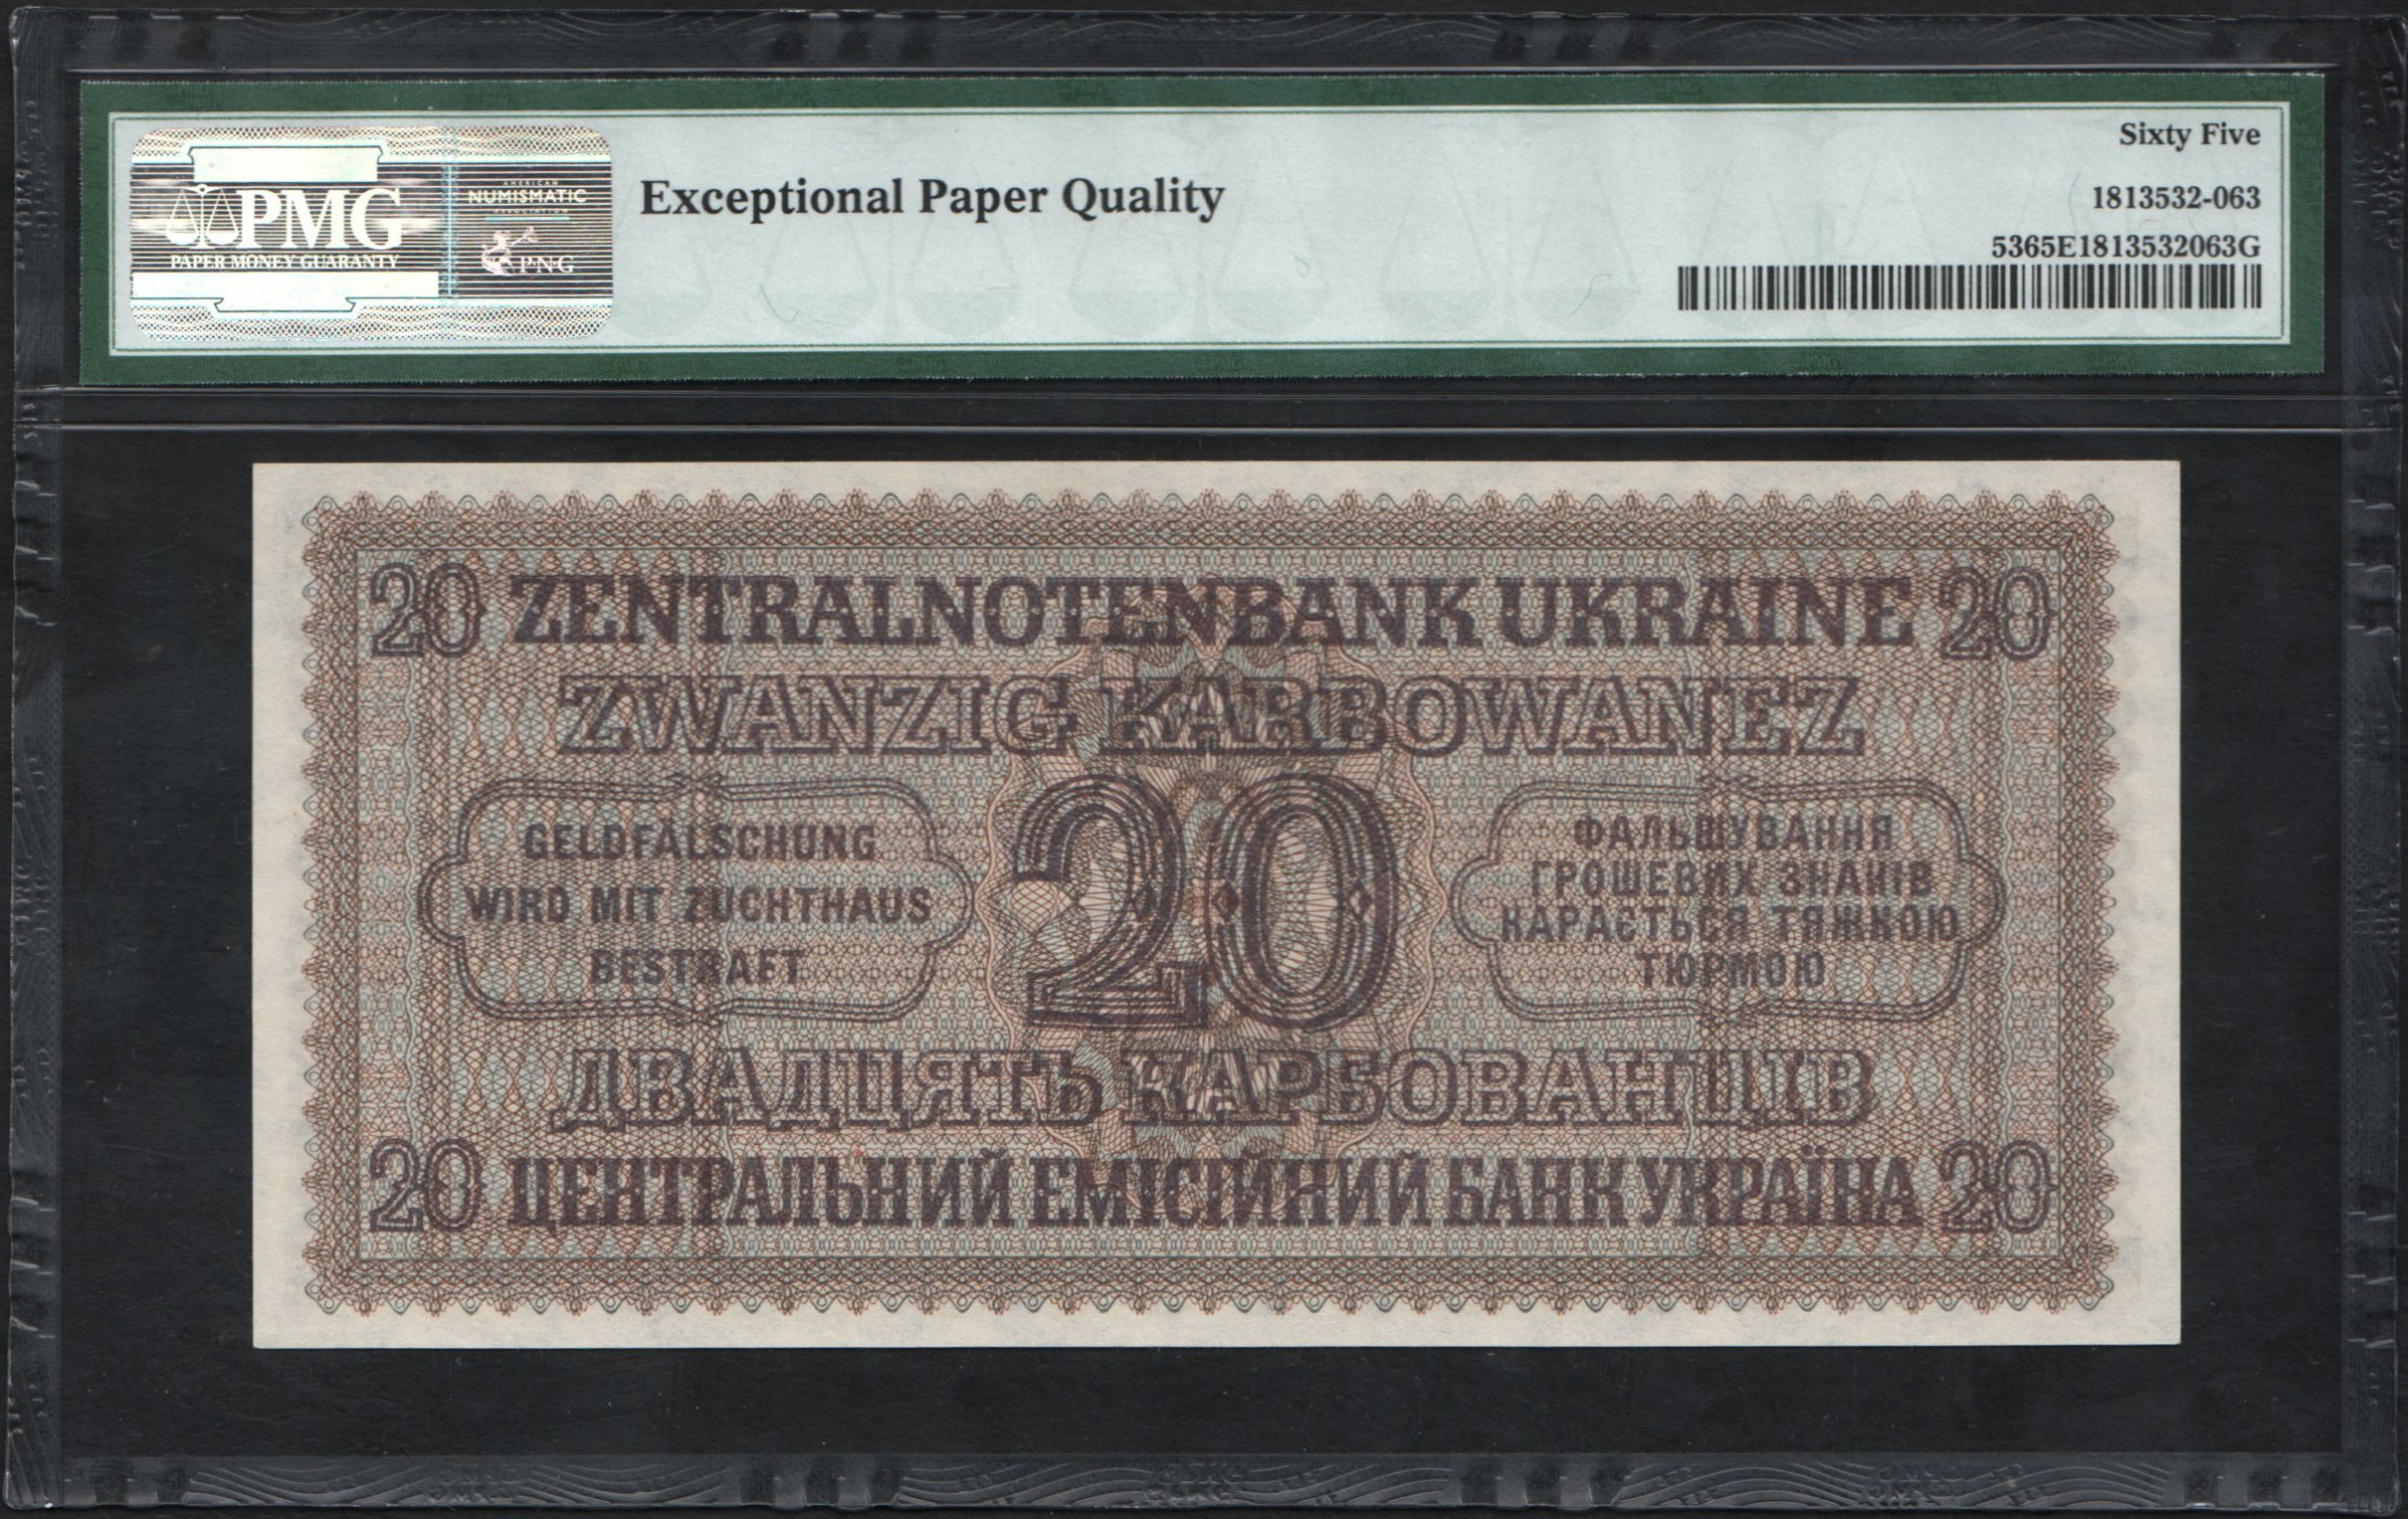 PMG
PAPER MONEY GUARANTY
AMERICAN
NUMISMATIC
ASSOCIATION
PNG
Exceptional Paper Quality
Sixty Five
1813532-063
5365E1813532063G
20 ZENTRALNOTENBANK UKRAINE 20
ZWANZIG KARBOWANEZ
GELDFÄLSCHUNG
WIRD MIT ZUCHTHAUS
BESTRAFT
20
ФАЛЬШУВАННЯ
ГРОШЕВИХ ЗНАКІВ
КАРАЄТЬСЯ ТЯЖКОЮ
ТЮРМОЮ
ДВАДЦЯТЬ КАРБОВАНЦІВ
20 ЦЕНТРАЛЬНИЙ ЕМІСІЙНИЙ БАНК УКРАЇНА 20